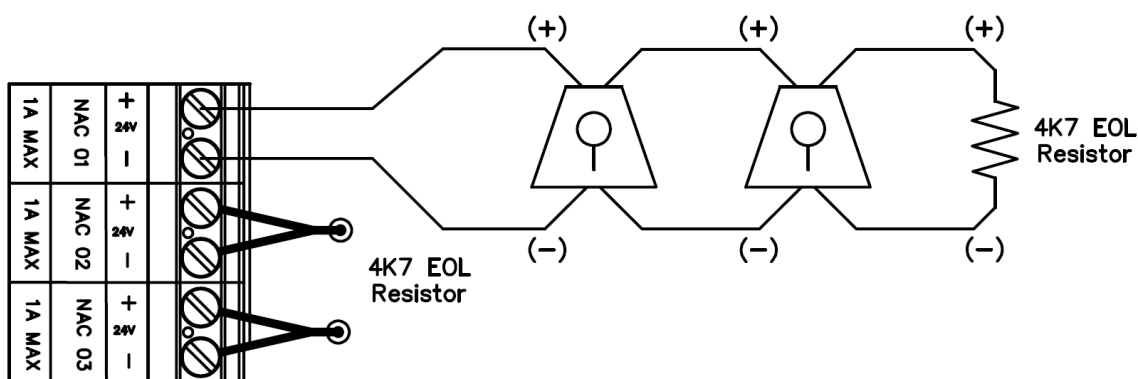 (+)
(+)
(+)
1A MAX
NAC 01
+
24V
−
4K7 EOL
Resistor
1A MAX
NAC 02
+
24V
−
(−)
(−)
(−)
4K7 EOL
Resistor
1A MAX
NAC 03
+
24V
−